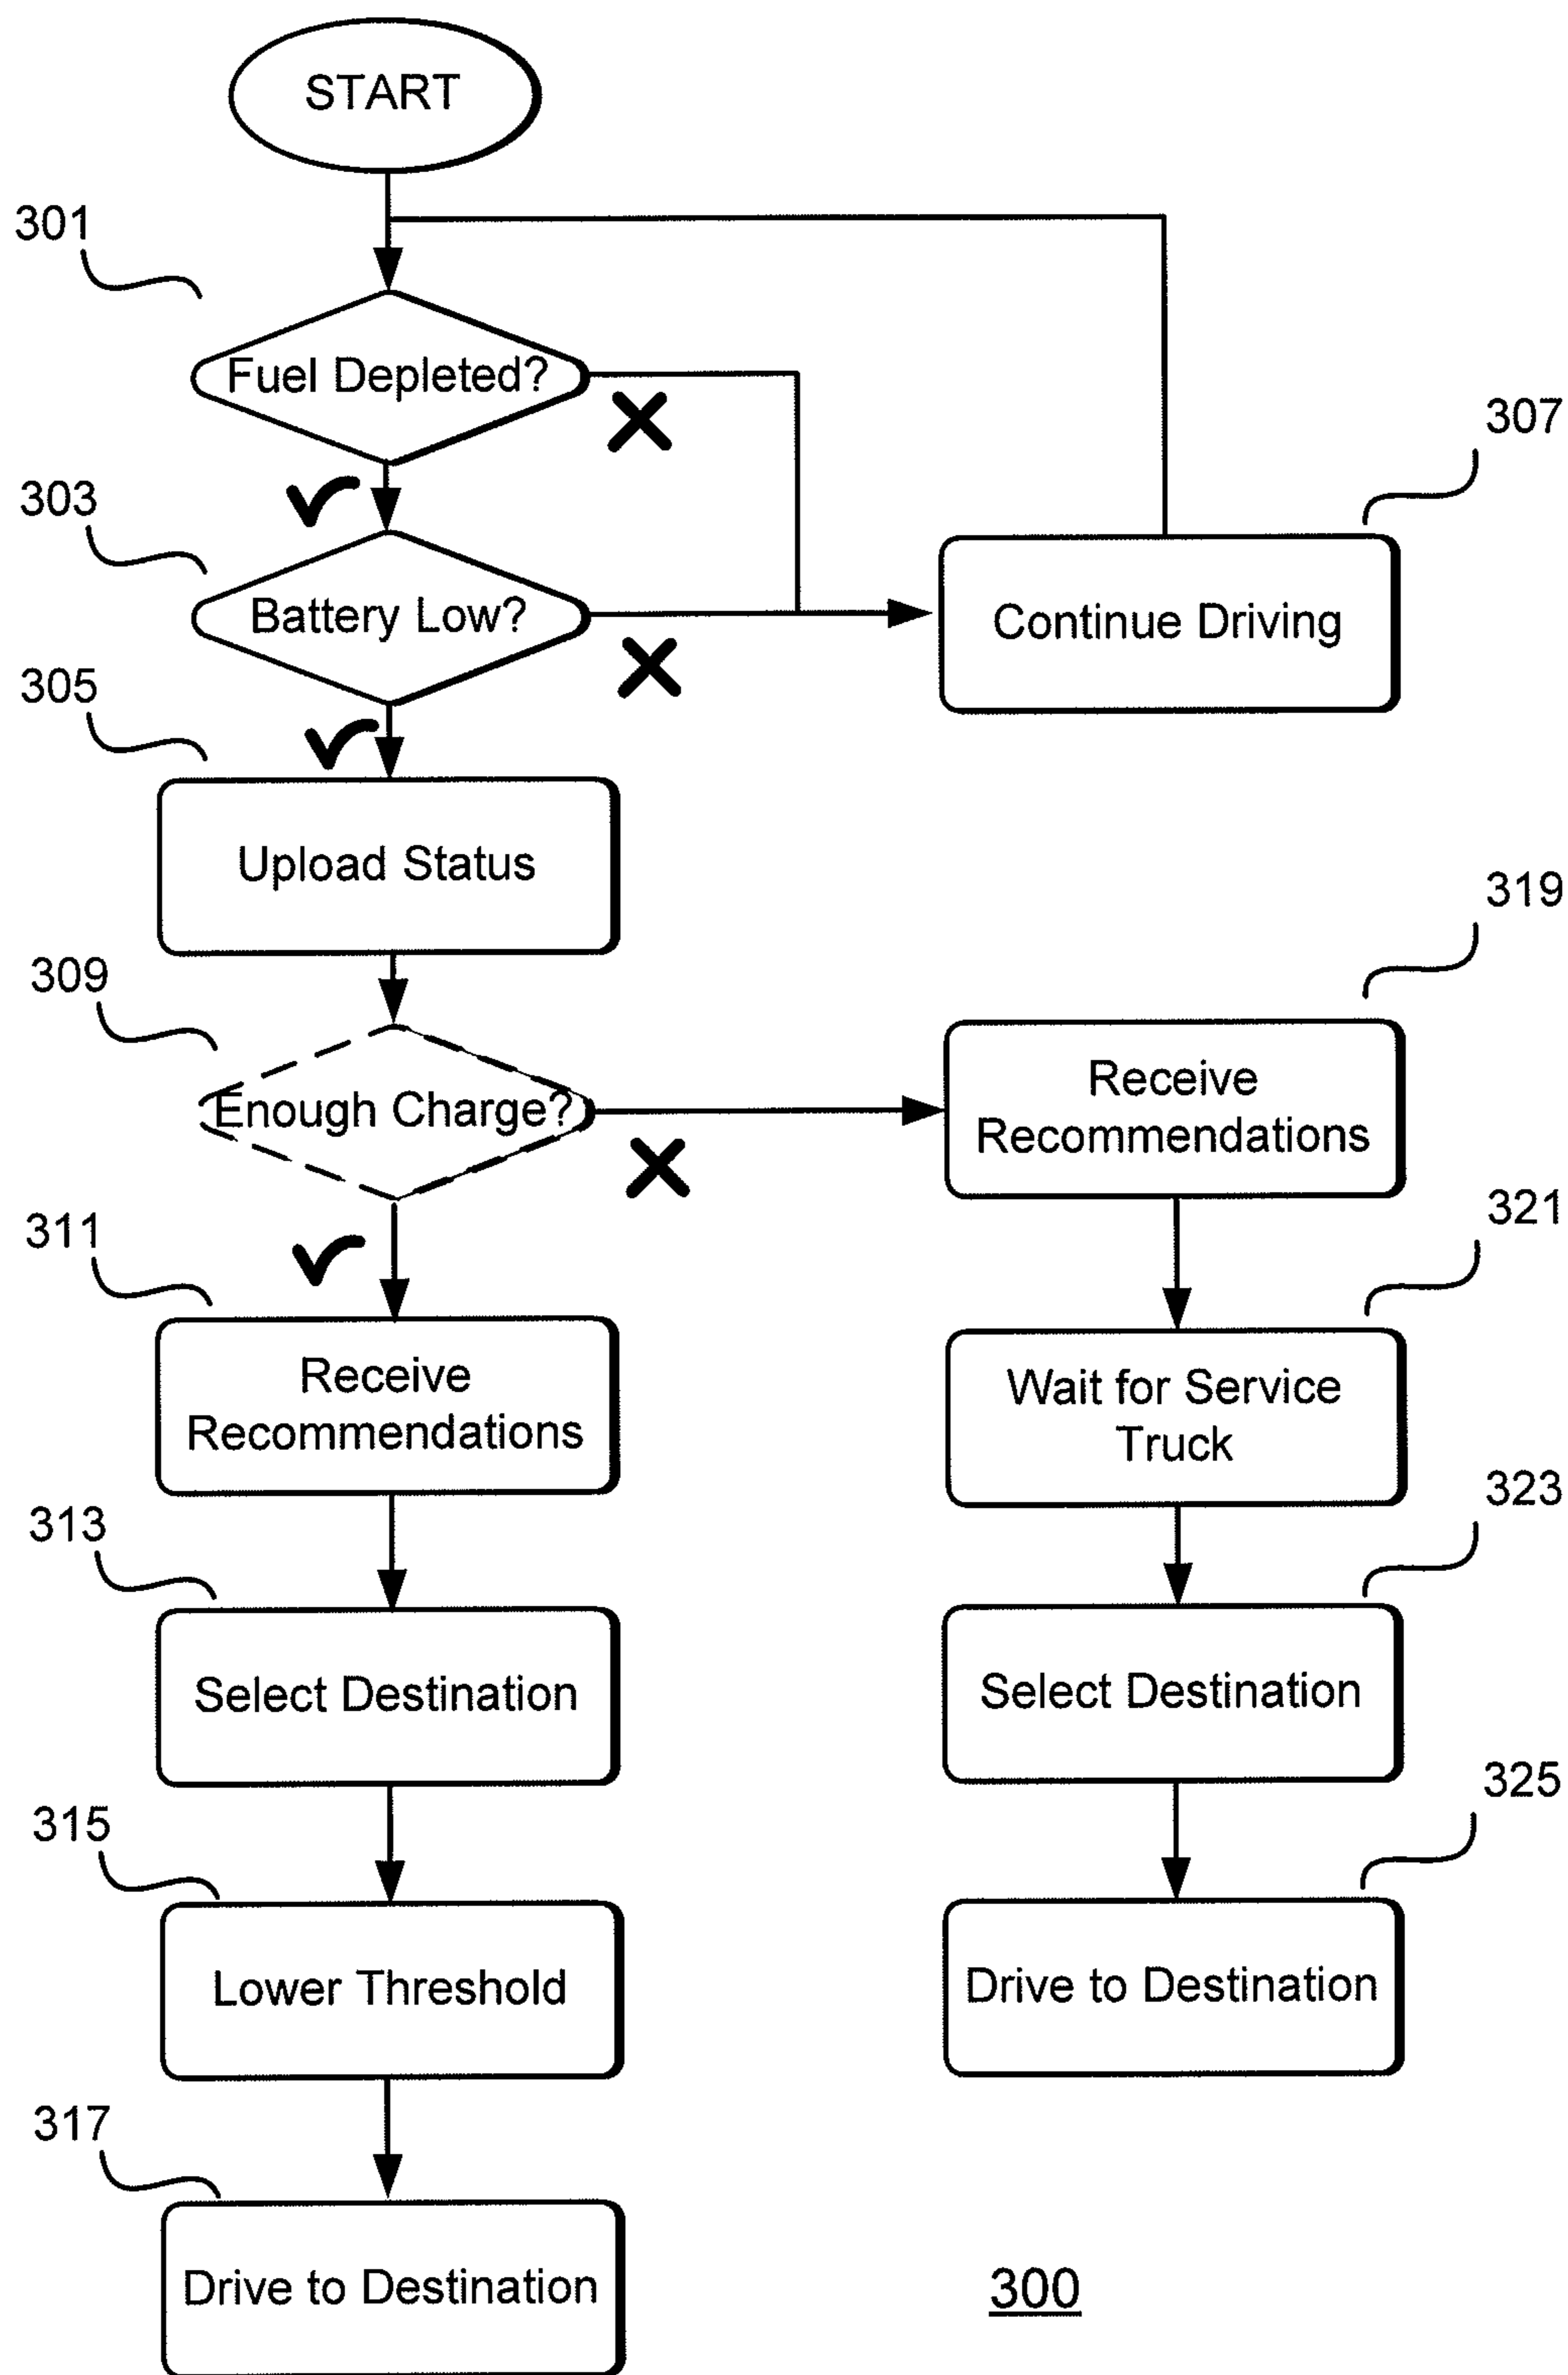 START
301
Fuel Depleted?
307
303
Battery Low?
Continue Driving
305
Upload Status
319
309
Enough Charge?
Receive
Recommendations
311
321
Receive
Recommendations
Wait for Service
Truck
313
323
Select Destination
Select Destination
315
325
Lower Threshold
Drive to Destination
317
Drive to Destination
300